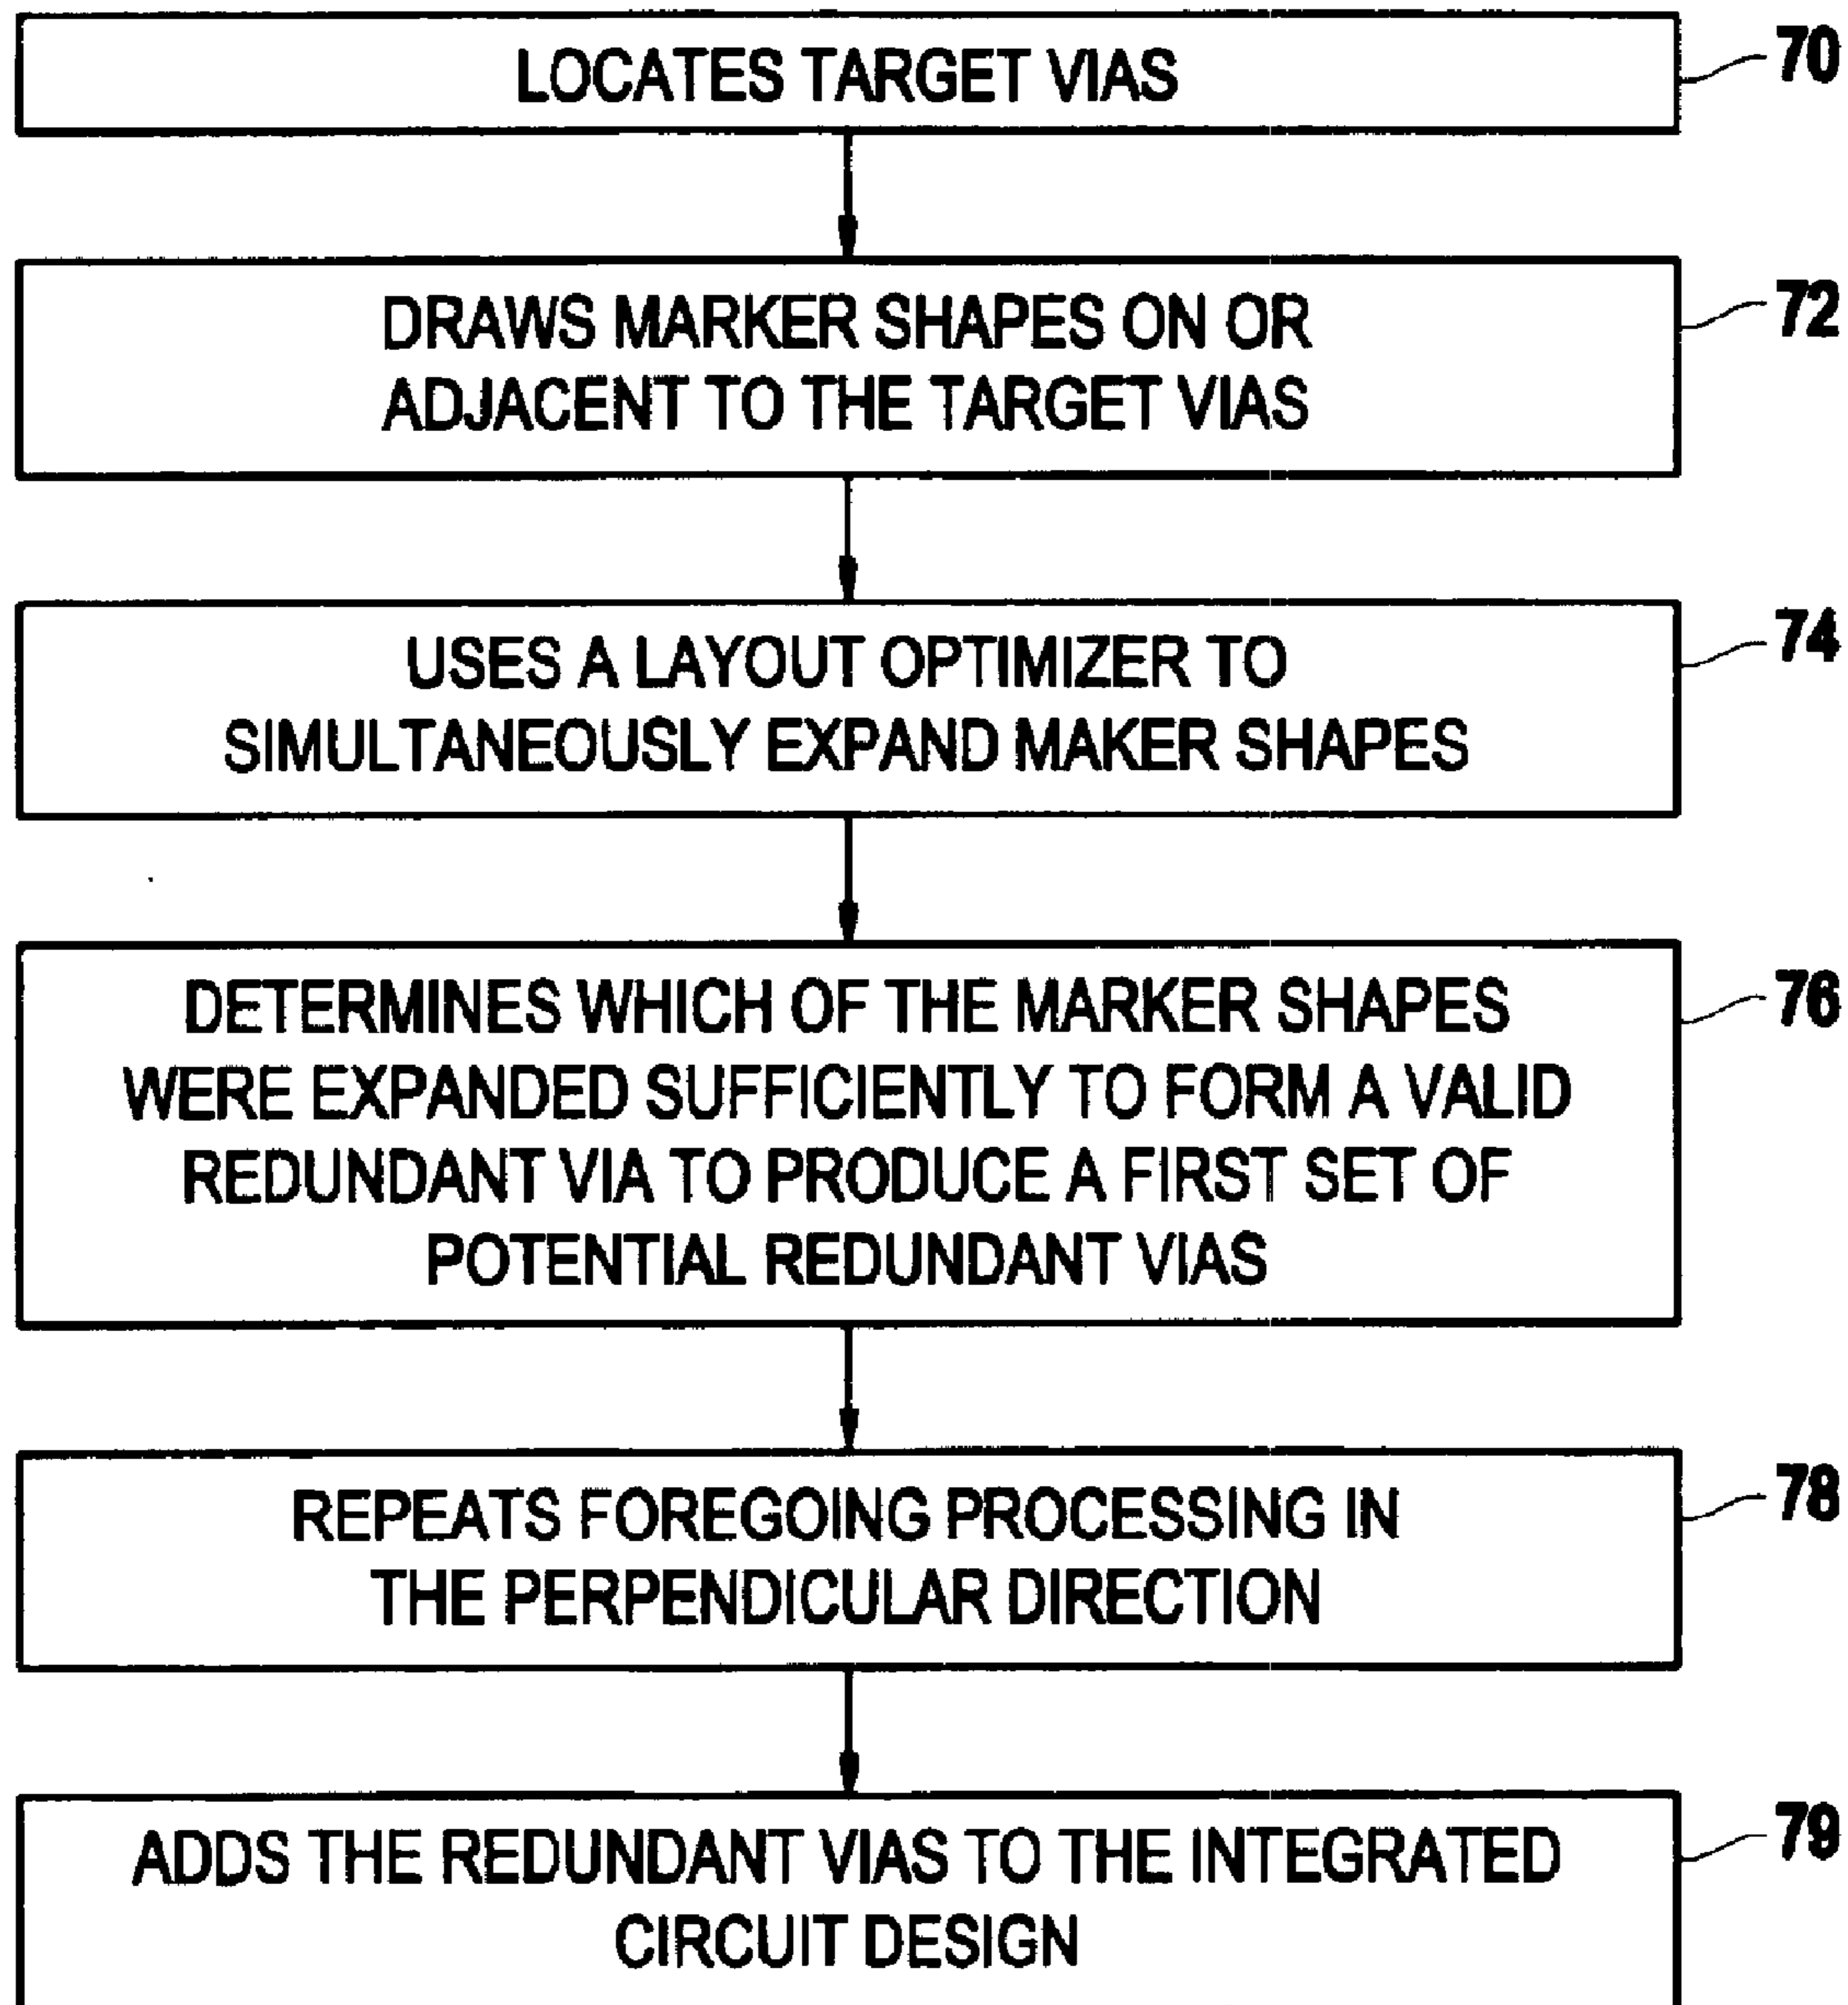 LOCATES TARGET VIAS
70
DRAWS MARKER SHAPES ON OR
ADJACENT TO THE TARGET VIAS
72
USES A LAYOUT OPTIMIZER TO
SIMULTANEOUSLY EXPAND MAKER SHAPES
74
DETERMINES WHICH OF THE MARKER SHAPES
WERE EXPANDED SUFFICIENTLY TO FORM A VALID
REDUNDANT VIA TO PRODUCE A FIRST SET OF
POTENTIAL REDUNDANT VIAS
76
REPEATS FOREGOING PROCESSING IN
THE PERPENDICULAR DIRECTION
78
ADDS THE REDUNDANT VIAS TO THE INTEGRATED
CIRCUIT DESIGN
79